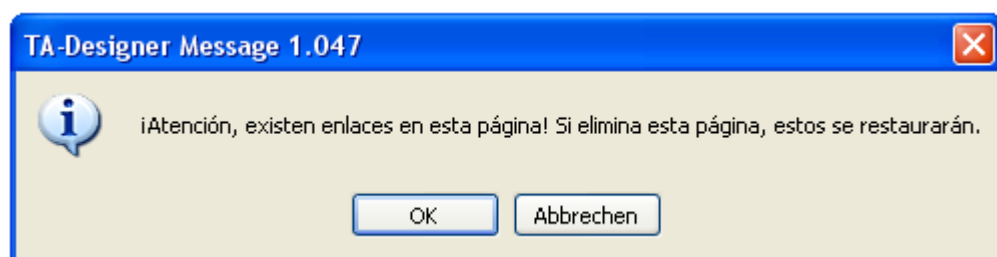 TA-Designer Message 1.047
¡Atención, existen enlaces en esta página! Si elimina esta página, estos se restaurarán.
OK
Abbrechen